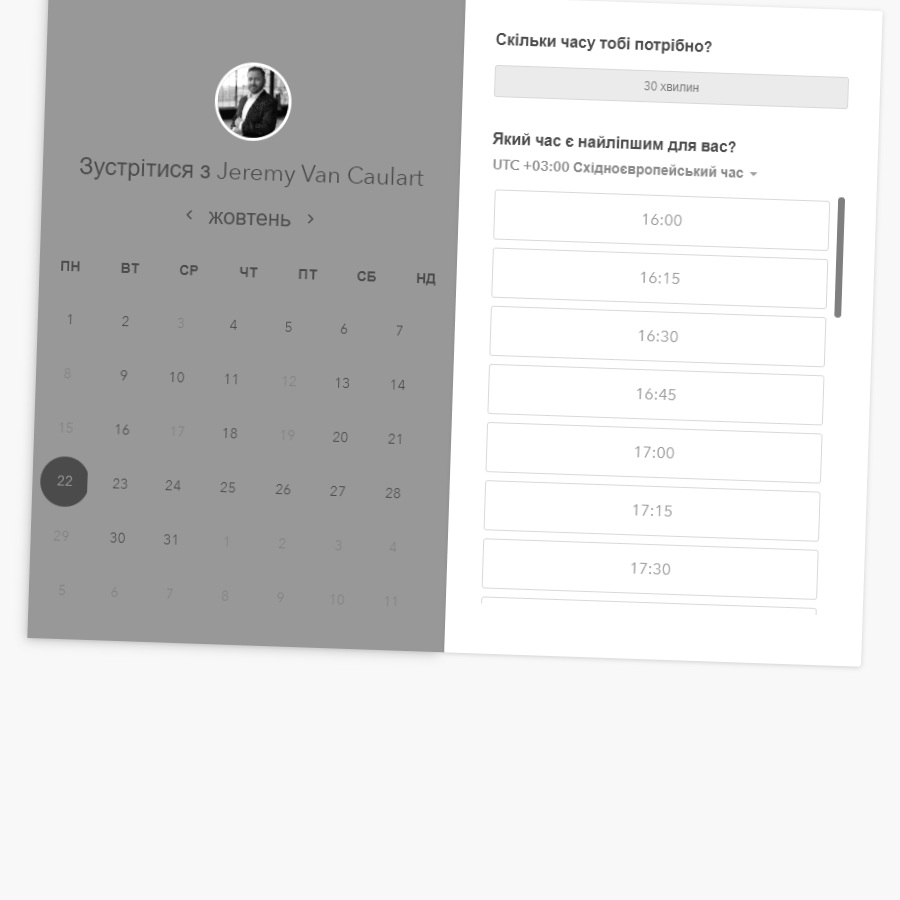 Зустрітися з Jeremy Van Caulart
жовтень
ПН ВТ СР ЧТ ПТ СБ НД
1 2 3 4 5 6 7
8 9 10 11 12 13 14
15 16 17 18 19 20 21
22 23 24 25 26 27 28
29 30 31 1 2 3 4
5 6 7 8 9 10 11
Скільки часу тобі потрібно?
30 хвилин
Який час є найліпшим для вас?
UTC +03:00 Східноєвропейський час
16:00
16:15
16:30
16:45
17:00
17:15
17:30